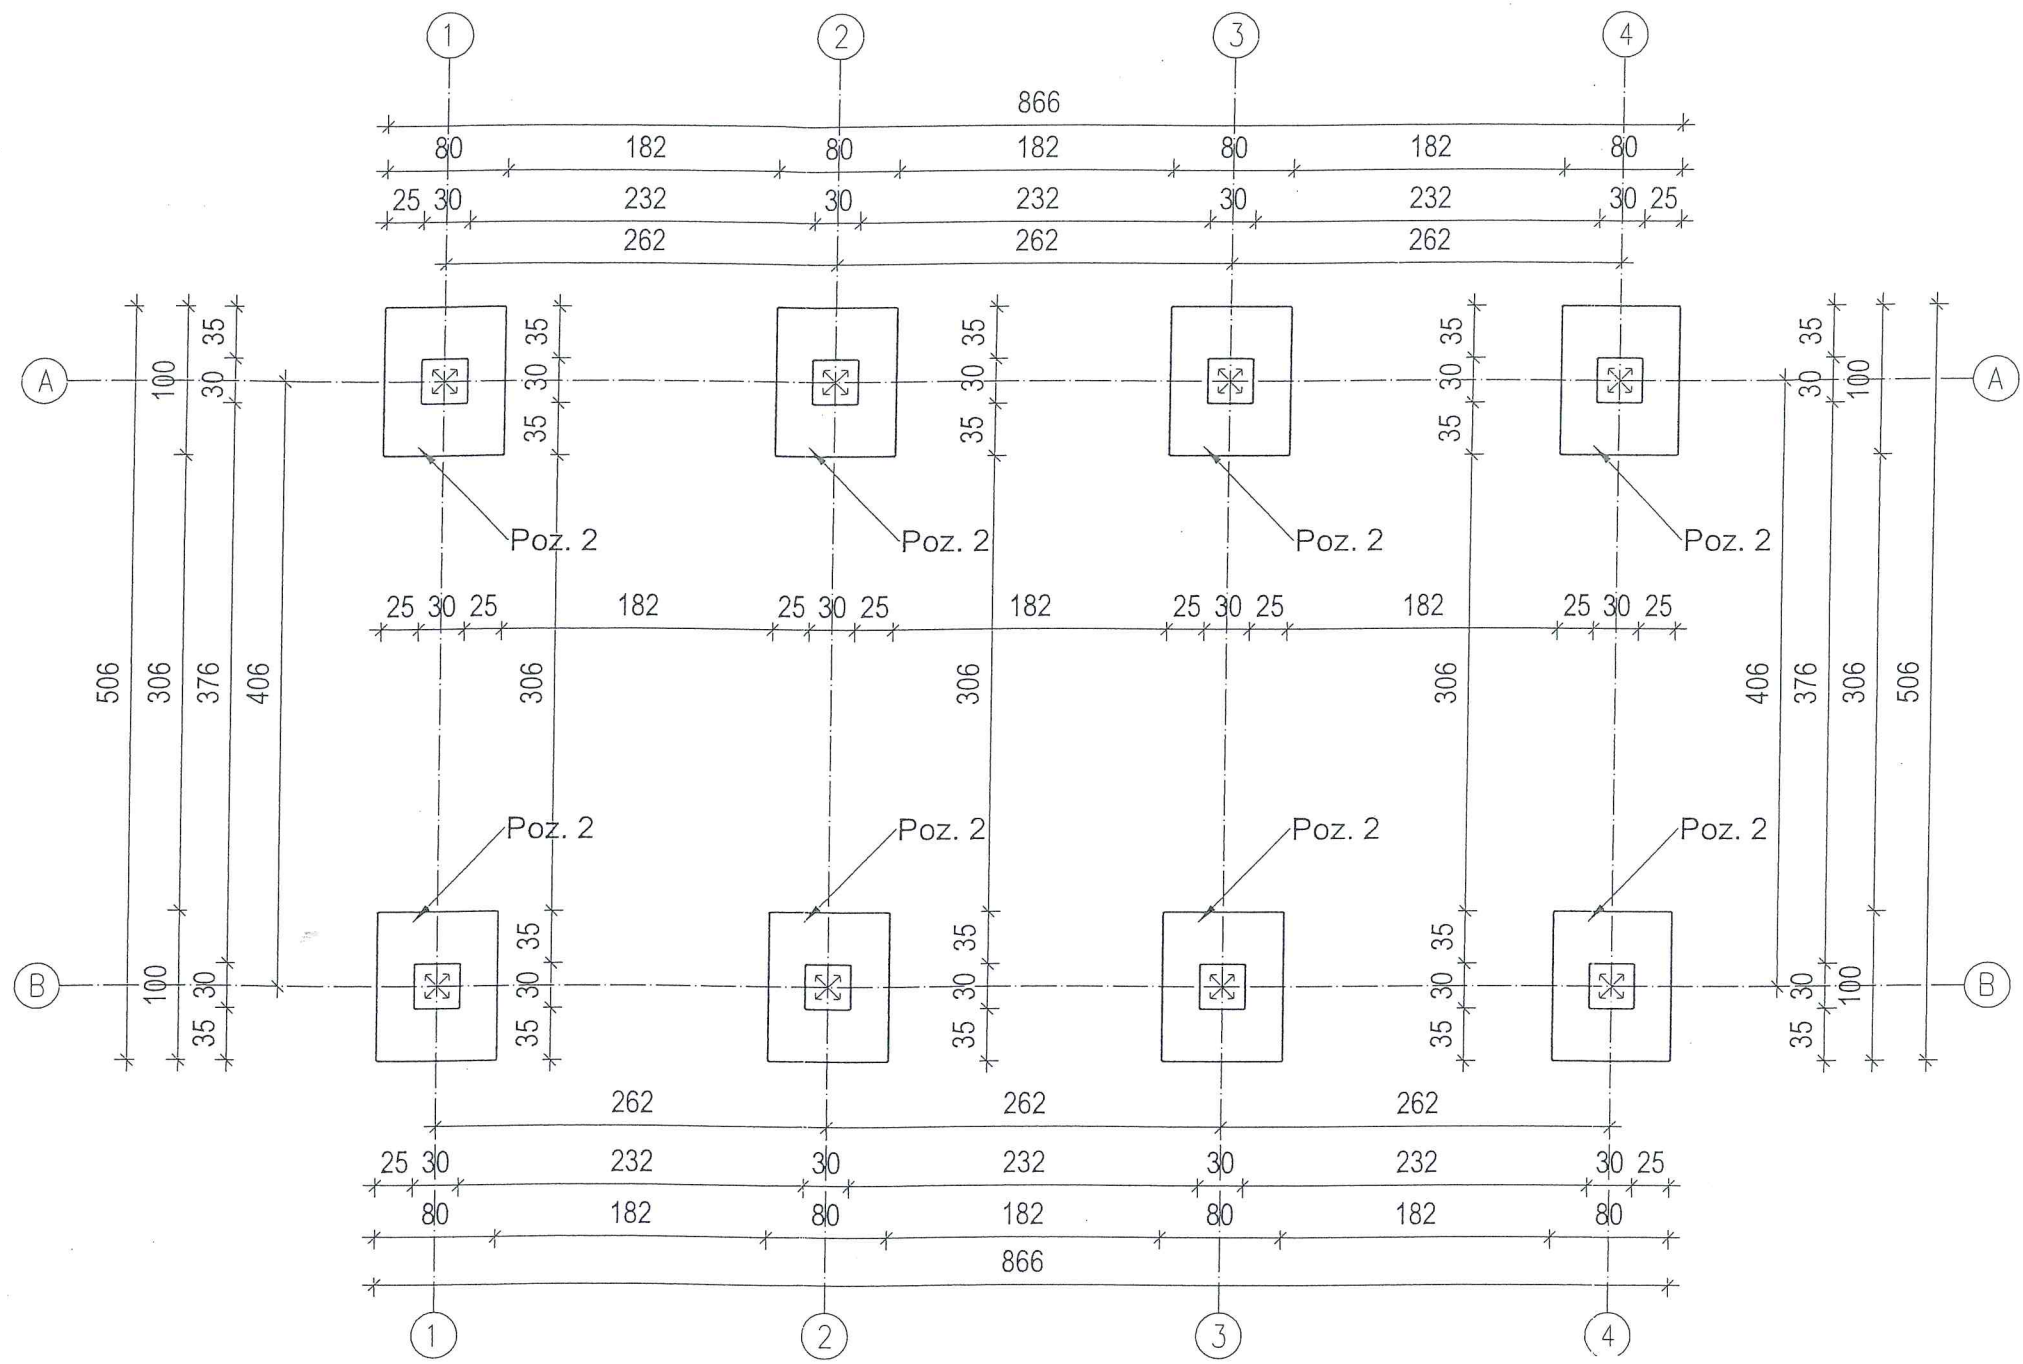 1 2 3 4
866
80 182 80 182 80 182 80
25 30 232 30 232 30 232 30 25
262 262 262
35 35 35 35 35
100 30 30 30 30 30 100
A A
35 35 35
Poz. 2 Poz. 2 Poz. 2 Poz. 2
25 30 25 182 25 30 25 182 25 30 25 182 25 30 25
506 306 376 406 306 306 306 406 376 306 506
Poz. 2 Poz. 2 Poz. 2 Poz. 2
35 35 35
B 100 30 30 30 30 30 100 B
35 35 35 35 35
262 262 262
25 30 232 30 232 30 232 30 25
80 182 80 182 80 182 80
866
1 2 3 4